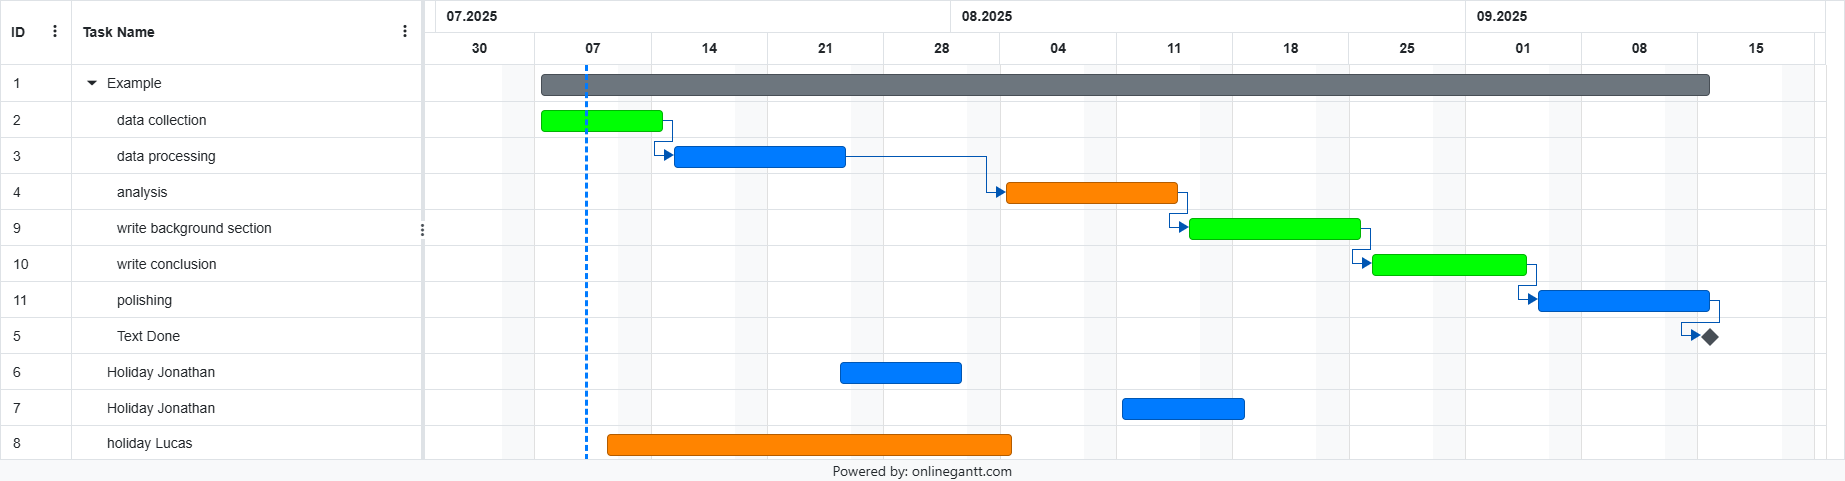 ID Task Name 07.2025 08.2025 09.2025
30 07 14 21 28 04 11 18 25 01 08 15
1 Example
2 data collection
3 data processing
4 analysis
9 write background section
10 write conclusion
11 polishing
5 Text Done
6 Holiday Jonathan
7 Holiday Jonathan
8 holiday Lucas
Powered by: onlinegantt.com